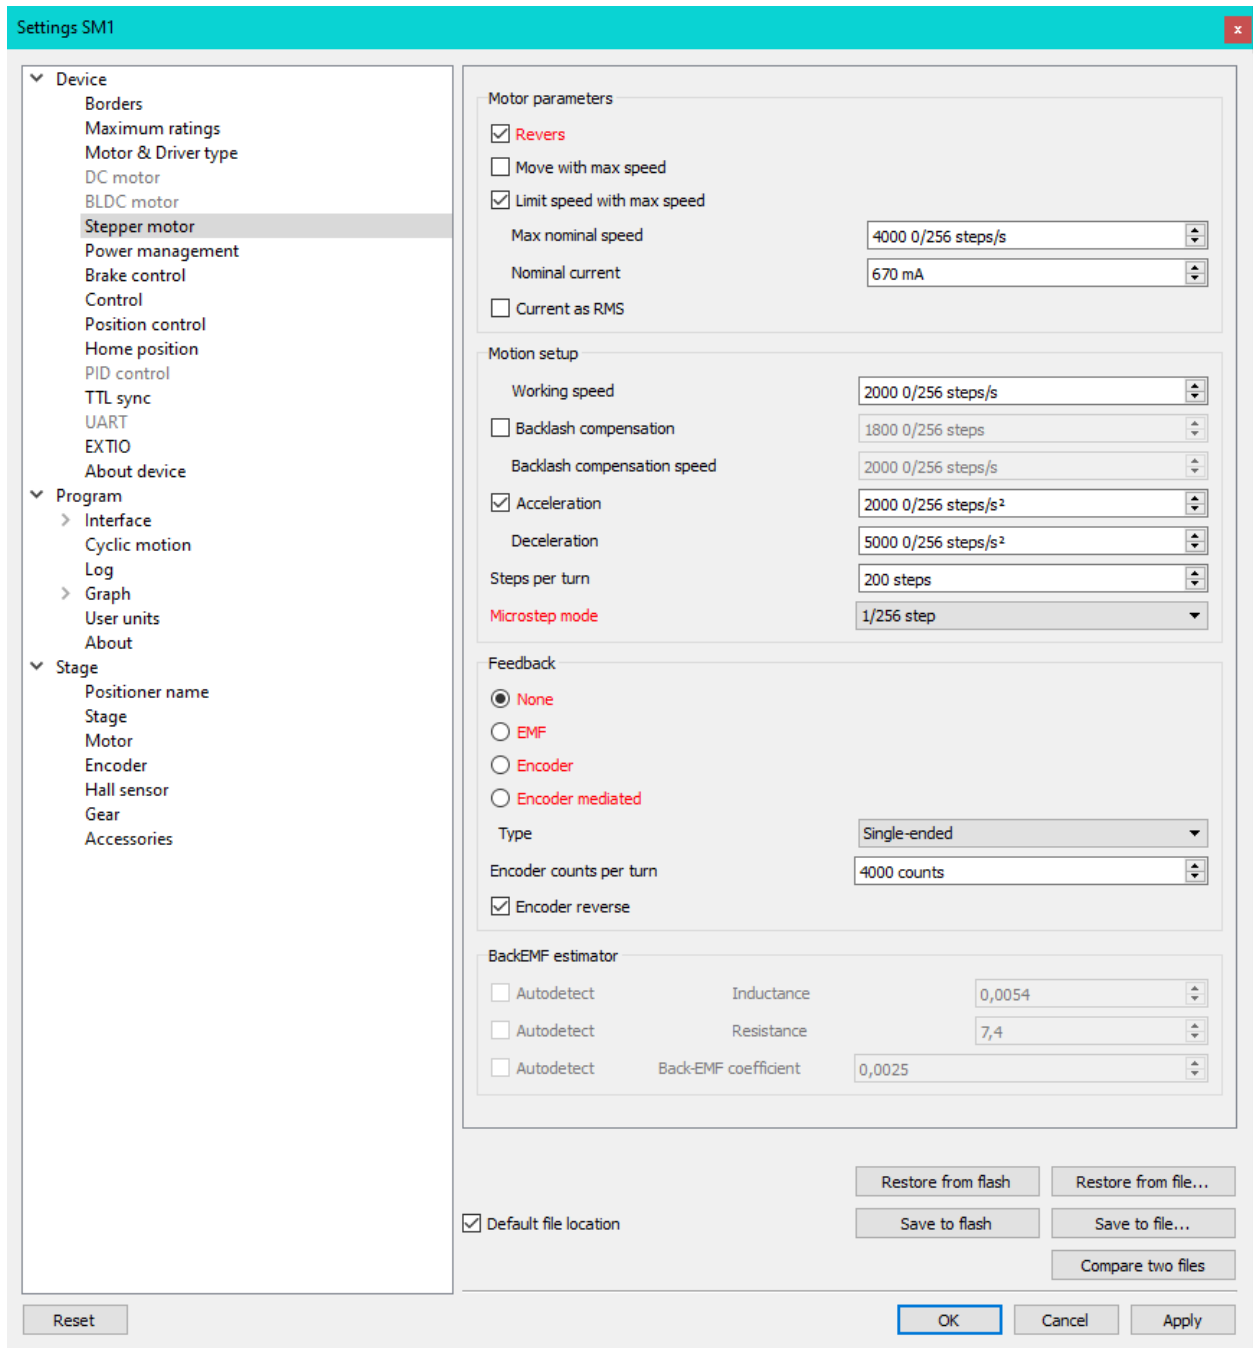 Settings SM1
x
Device
Borders
Maximum ratings
Motor & Driver type
DC motor
BLDC motor
Stepper motor
Power management
Brake control
Control
Position control
Home position
PID control
TTL sync
UART
EXTIO
About device
Program
Interface
Cyclic motion
Log
Graph
User units
About
Stage
Positioner name
Stage
Motor
Encoder
Hall sensor
Gear
Accessories
Motor parameters
Revers
Move with max speed
Limit speed with max speed
Max nominal speed 4000 0/256 steps/s
Nominal current 670 mA
Current as RMS
Motion setup
Working speed 2000 0/256 steps/s
Backlash compensation 1800 0/256 steps
Backlash compensation speed 2000 0/256 steps/s
Acceleration 2000 0/256 steps/s²
Deceleration 5000 0/256 steps/s²
Steps per turn 200 steps
Microstep mode 1/256 step
Feedback
None
EMF
Encoder
Encoder mediated
Type Single-ended
Encoder counts per turn 4000 counts
Encoder reverse
BackEMF estimator
Autodetect Inductance 0,0054
Autodetect Resistance 7,4
Autodetect Back-EMF coefficient 0,0025
Restore from flash Restore from file...
Default file location Save to flash Save to file...
Compare two files
Reset OK Cancel Apply